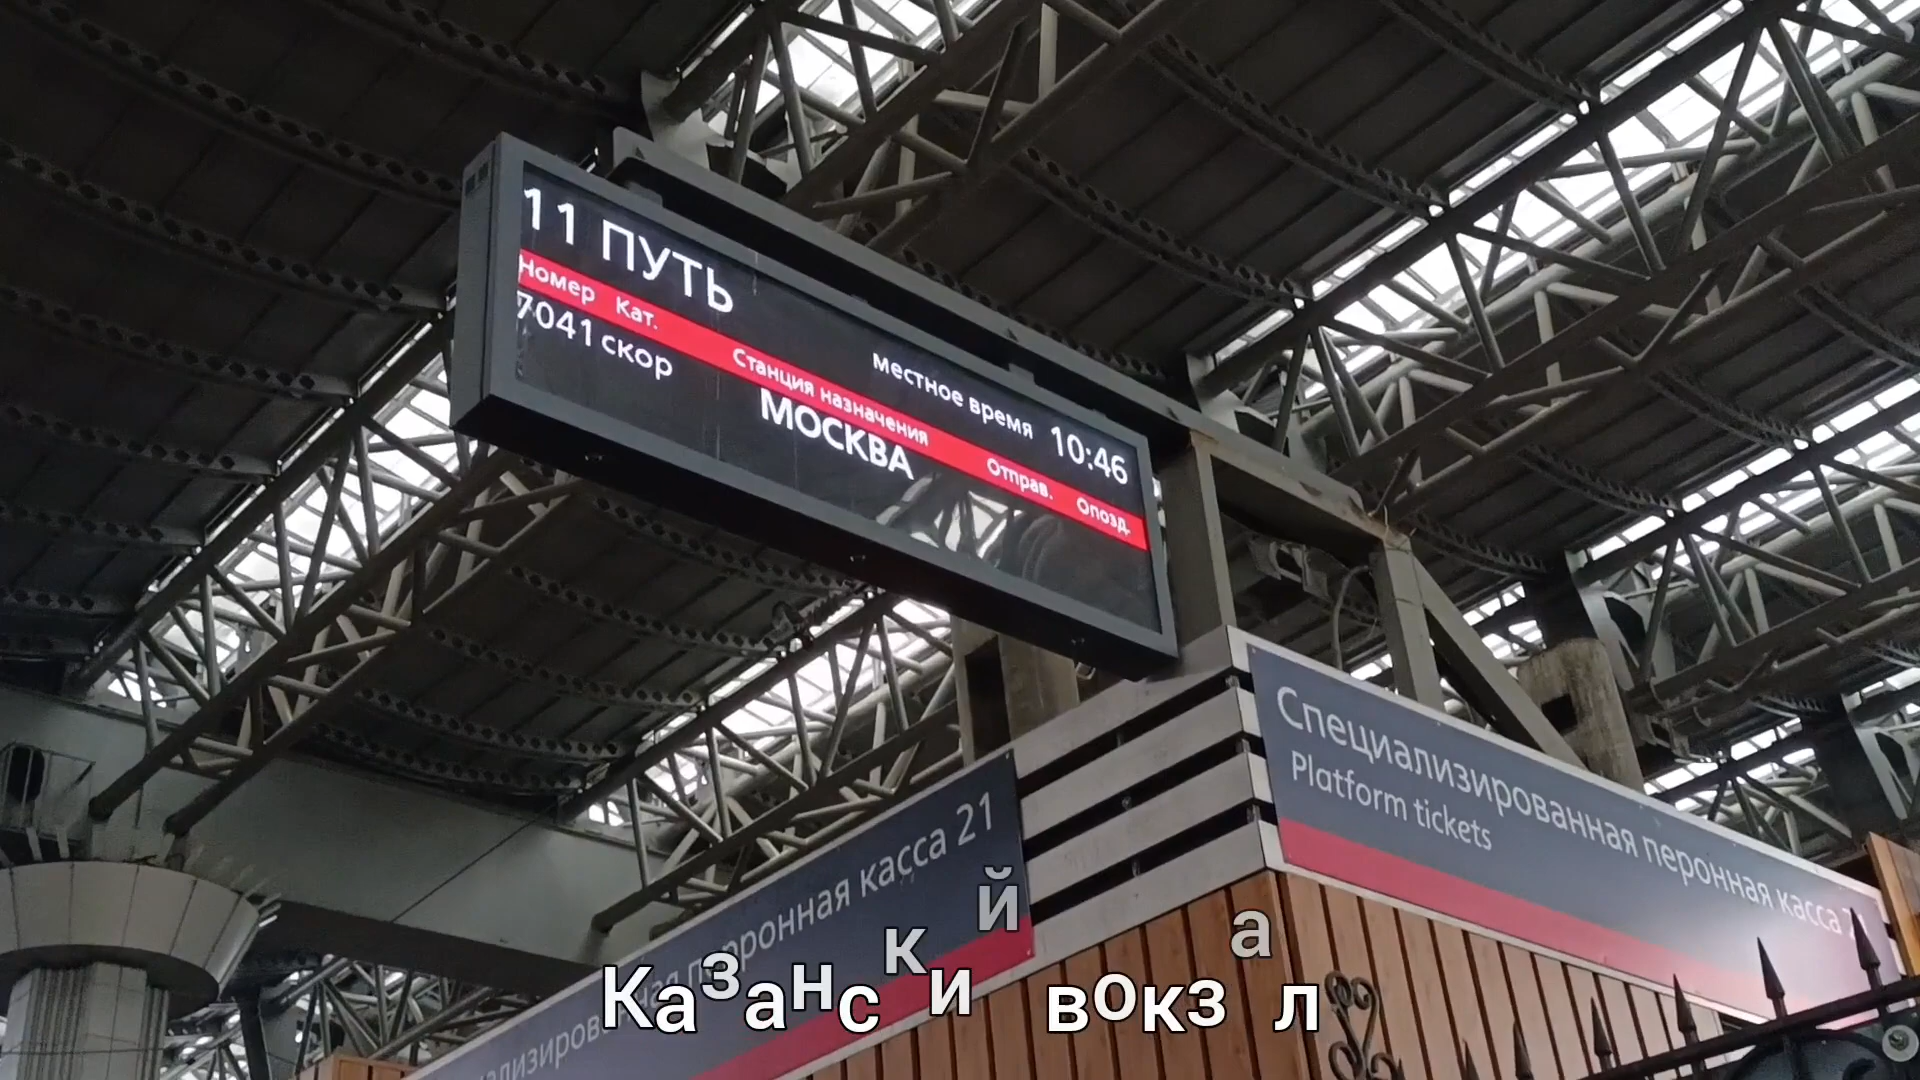 11 ПУТЬ
местное время 10:46
Номер Кат. Станция назначения Отправ. Опозд.
7041 скор МОСКВА
Специализированная перонная касса
Platform tickets
касса 21
Казанский вокзал